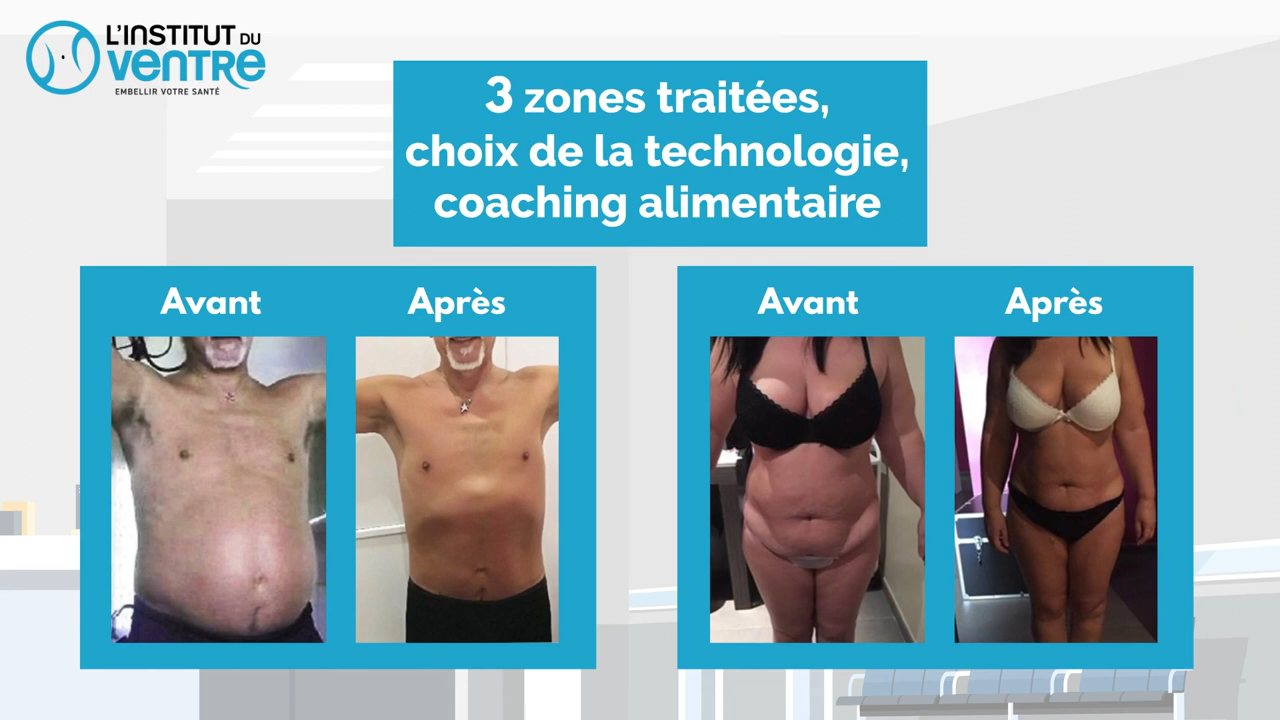 L'INSTITUT DU
VENTRE
EMBELLIR VOTRE SANTÉ
3 zones traitées,
choix de la technologie,
coaching alimentaire
Avant
Après
Avant
Après